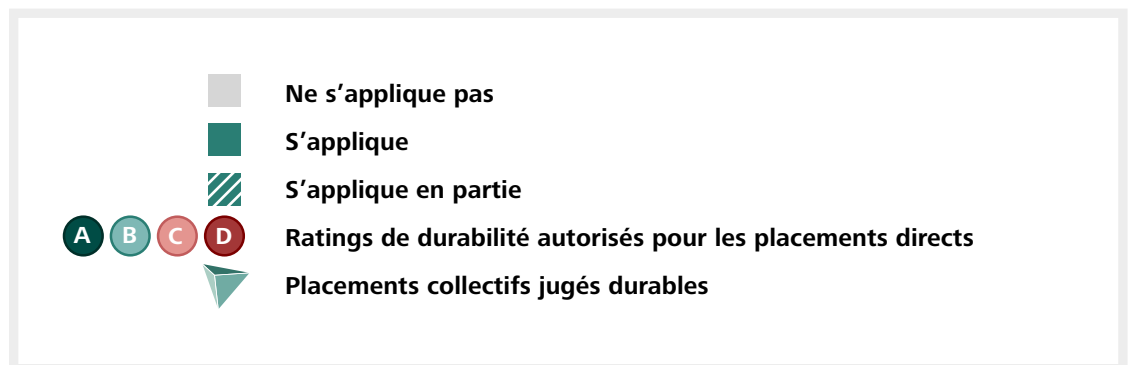 Ne s’applique pas
S’applique
S’applique en partie
A B C D Ratings de durabilité autorisés pour les placements directs
Placements collectifs jugés durables